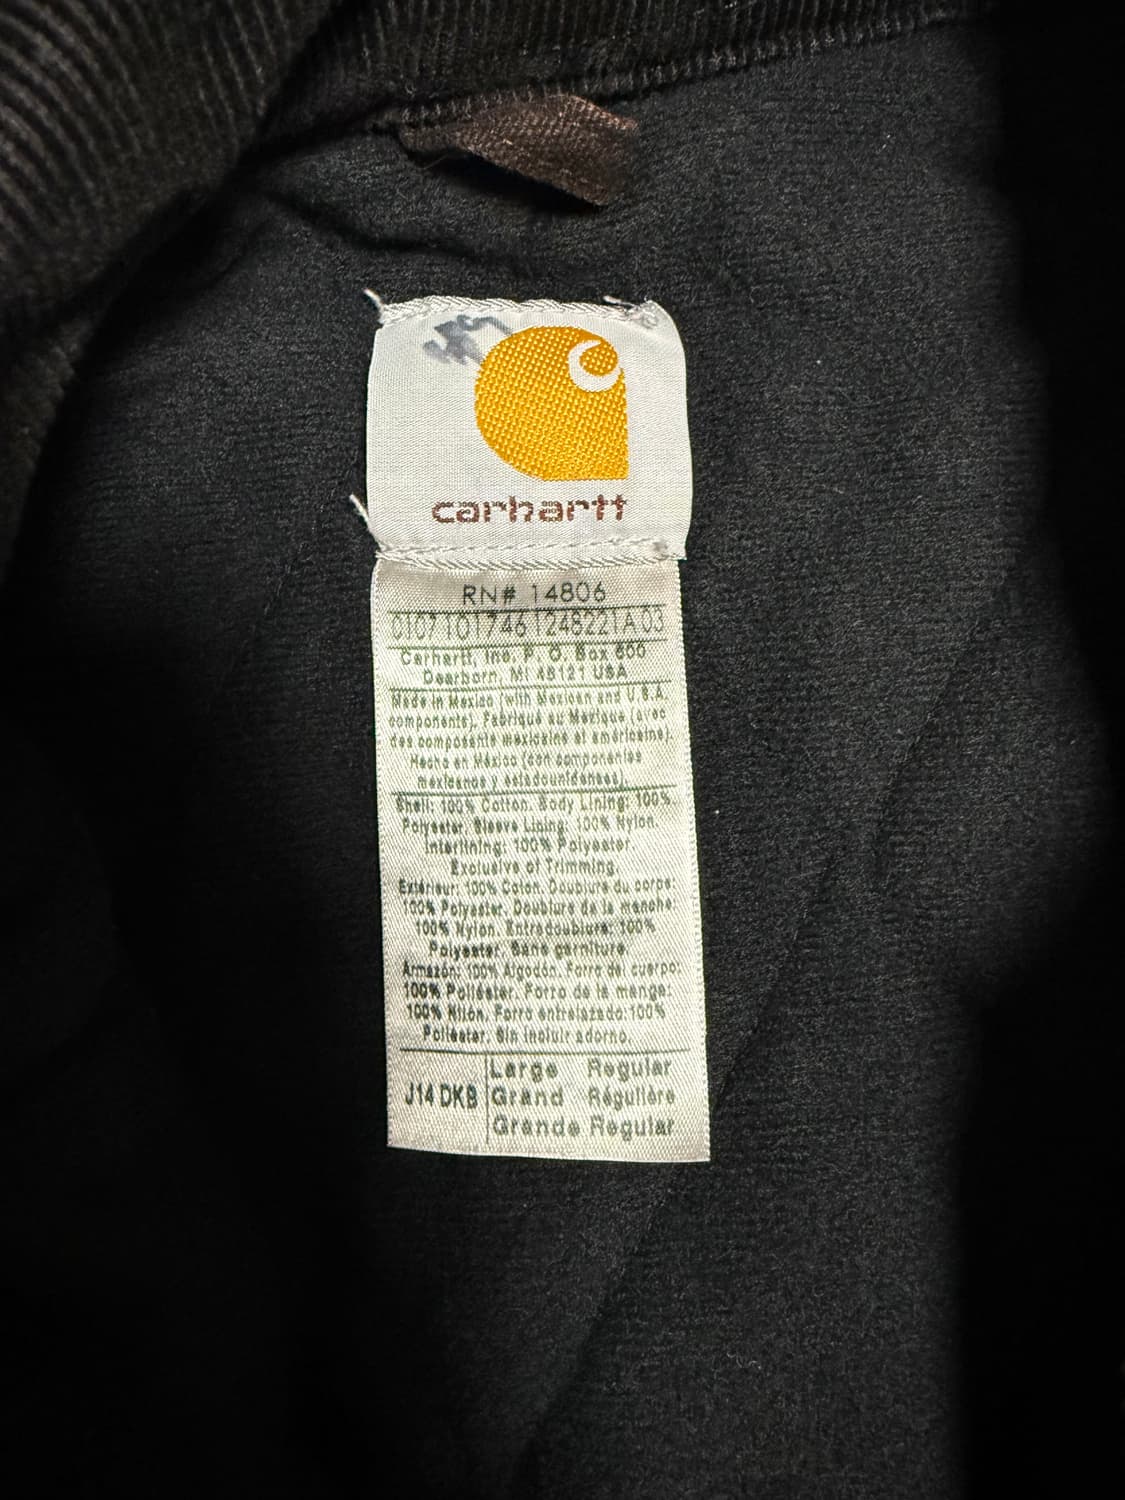 carhartt
RN# 14806
01071017461248221A 03
Carhartt, Inc. P. O. Box 600
Dearborn, MI 48121 USA
Made in Mexico (with Mexican and U.S.A.
components). Fabriqué au Mexique (avec
des composants mexicains et américains).
Hecho en México (con componentes
mexicanos y estadounidenses).
Shell: 100% Cotton. Body Lining: 100%
Polyester. Sleeve Lining: 100% Nylon.
Interlining: 100% Polyester.
Exclusive of Trimming.
Extérieur: 100% Coton. Doublure du corps:
100% Polyester. Doublure de la manche:
100% Nylon. Entredoublure: 100%
Polyester. Sans garniture
Armazón: 100% Algodón. Forro del cuerpo:
100% Poliéster. Forro de la manga:
100% Nilón. Forro entrelazado:100%
Poliéster. Sin incluir adorno.
J14 DKB
Large Regular
Grand Régulière
Grande Regular